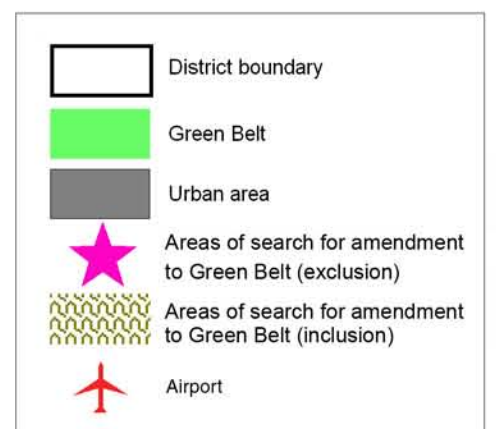 District boundary
Green Belt
Urban area
Areas of search for amendment
to Green Belt (exclusion)
Areas of search for amendment
to Green Belt (inclusion)
Airport